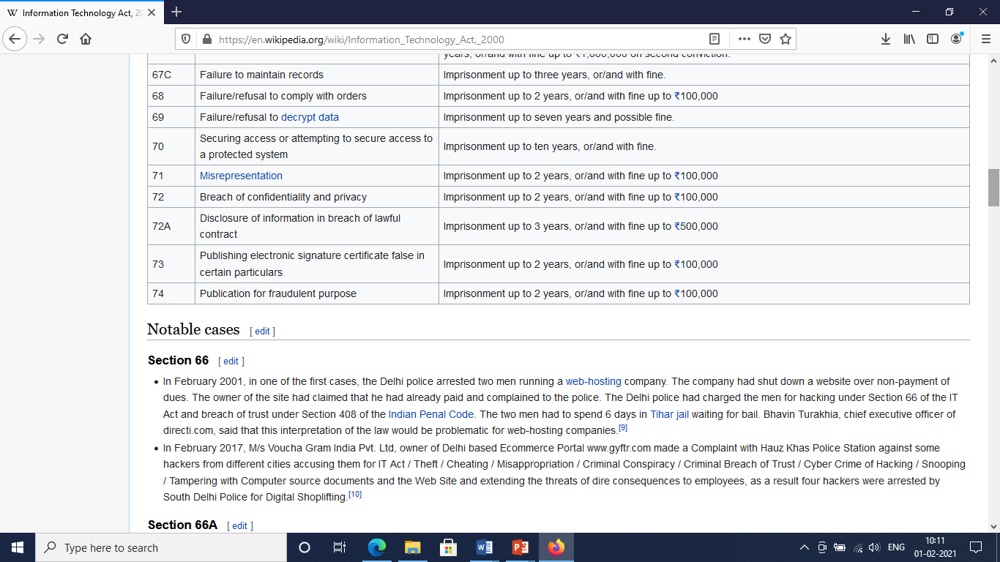 Information Technology Act, 20
https://en.wikipedia.org/wiki/Information_Technology_Act,_2000
years, or/and with fine up to ₹1,000,000 on second conviction.
67C Failure to maintain records Imprisonment up to three years, or/and with fine.
68 Failure/refusal to comply with orders Imprisonment up to 2 years, or/and with fine up to ₹100,000
69 Failure/refusal to decrypt data Imprisonment up to seven years and possible fine.
70 Securing access or attempting to secure access to
a protected system Imprisonment up to ten years, or/and with fine.
71 Misrepresentation Imprisonment up to 2 years, or/and with fine up to ₹100,000
72 Breach of confidentiality and privacy Imprisonment up to 2 years, or/and with fine up to ₹100,000
72A Disclosure of information in breach of lawful
contract Imprisonment up to 3 years, or/and with fine up to ₹500,000
73 Publishing electronic signature certificate false in
certain particulars Imprisonment up to 2 years, or/and with fine up to ₹100,000
74 Publication for fraudulent purpose Imprisonment up to 2 years, or/and with fine up to ₹100,000
Notable cases [ edit ]
Section 66 [ edit ]
• In February 2001, in one of the first cases, the Delhi police arrested two men running a web-hosting company. The company had shut down a website over non-payment of
dues. The owner of the site had claimed that he had already paid and complained to the police. The Delhi police had charged the men for hacking under Section 66 of the IT
Act and breach of trust under Section 408 of the Indian Penal Code. The two men had to spend 6 days in Tihar jail waiting for bail. Bhavin Turakhia, chief executive officer of
directi.com, said that this interpretation of the law would be problematic for web-hosting companies.[9]
• In February 2017, M/s Voucha Gram India Pvt. Ltd, owner of Delhi based Ecommerce Portal www.gyftr.com made a Complaint with Hauz Khas Police Station against some
hackers from different cities accusing them for IT Act / Theft / Cheating / Misappropriation / Criminal Conspiracy / Criminal Breach of Trust / Cyber Crime of Hacking / Snooping
/ Tampering with Computer source documents and the Web Site and extending the threats of dire consequences to employees, as a result four hackers were arrested by
South Delhi Police for Digital Shoplifting.[10]
Section 66A [ edit ]
Type here to search
ENG
10:11
01-02-2021